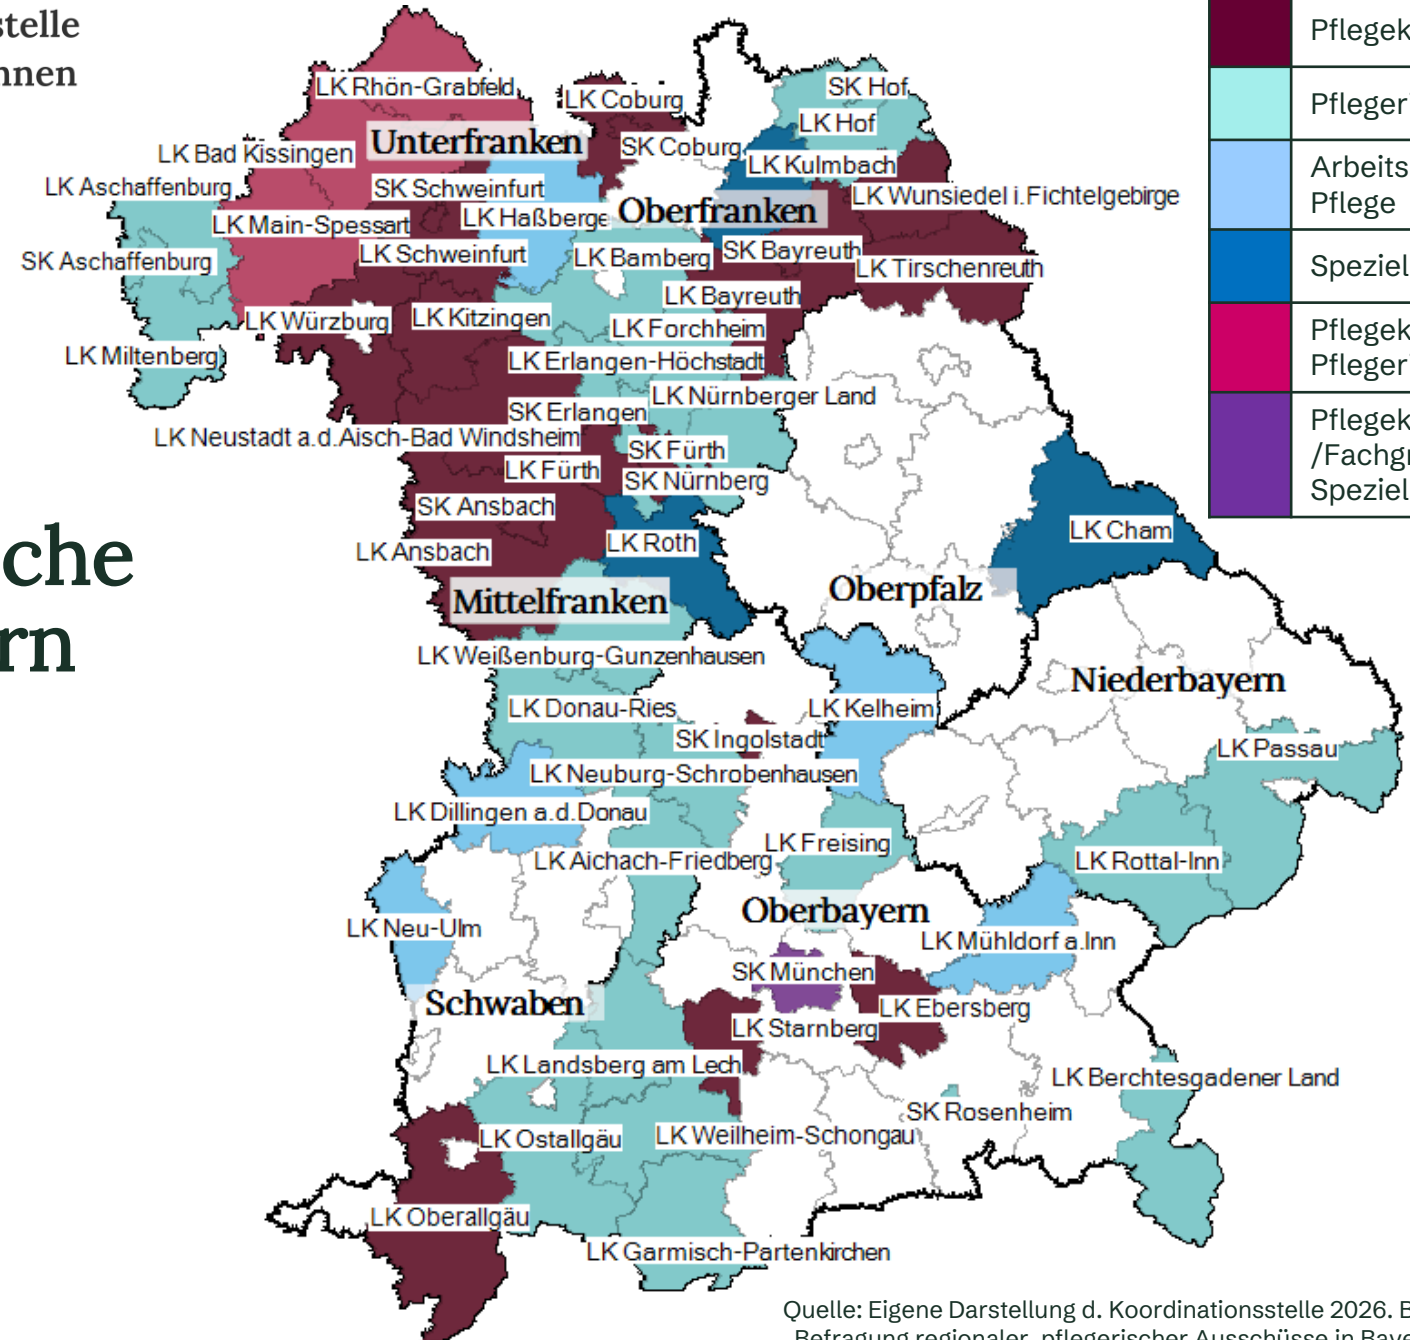 stelle
nnen
che
rn
Pflegek
Pfleger
Arbeits
Pflege
Speziel
Pflegek
Pfleger
Pflegek
/Fachgr
Speziel
LK Rhön-Grabfeld
LK Coburg
SK Hof
LK Hof
Unterfranken
SK Coburg
LK Bad Kissingen
LK Kulmbach
LK Aschaffenburg
SK Schweinfurt
LK Wunsiedel i.Fichtelgebirge
LK Main-Spessart
LK Haßberge
Oberfranken
LK Schweinfurt
SK Bayreuth
SK Aschaffenburg
LK Bamberg
LK Tirschenreuth
LK Bayreuth
LK Würzburg
LK Kitzingen
LK Forchheim
LK Miltenberg
LK Erlangen-Höchstadt
LK Nürnberger Land
SK Erlangen
LK Neustadt a.d.Aisch-Bad Windsheim
SK Fürth
LK Fürth
SK Nürnberg
SK Ansbach
LK Cham
LK Ansbach
LK Roth
Oberpfalz
Mittelfranken
LK Weißenburg-Gunzenhausen
Niederbayern
LK Donau-Ries
LK Kelheim
SK Ingolstadt
LK Passau
LK Neuburg-Schrobenhausen
LK Dillingen a.d.Donau
LK Freising
LK Aichach-Friedberg
LK Rottal-Inn
Oberbayern
LK Neu-Ulm
LK Mühldorf a.Inn
SK München
Schwaben
LK Ebersberg
LK Starnberg
LK Landsberg am Lech
LK Berchtesgadener Land
SK Rosenheim
LK Ostallgäu
LK Weilheim-Schongau
LK Oberallgäu
LK Garmisch-Partenkirchen
Quelle: Eigene Darstellung d. Koordinationsstelle 2026. B
Befragung regionaler, pflegerischer Ausschüsse in Baye